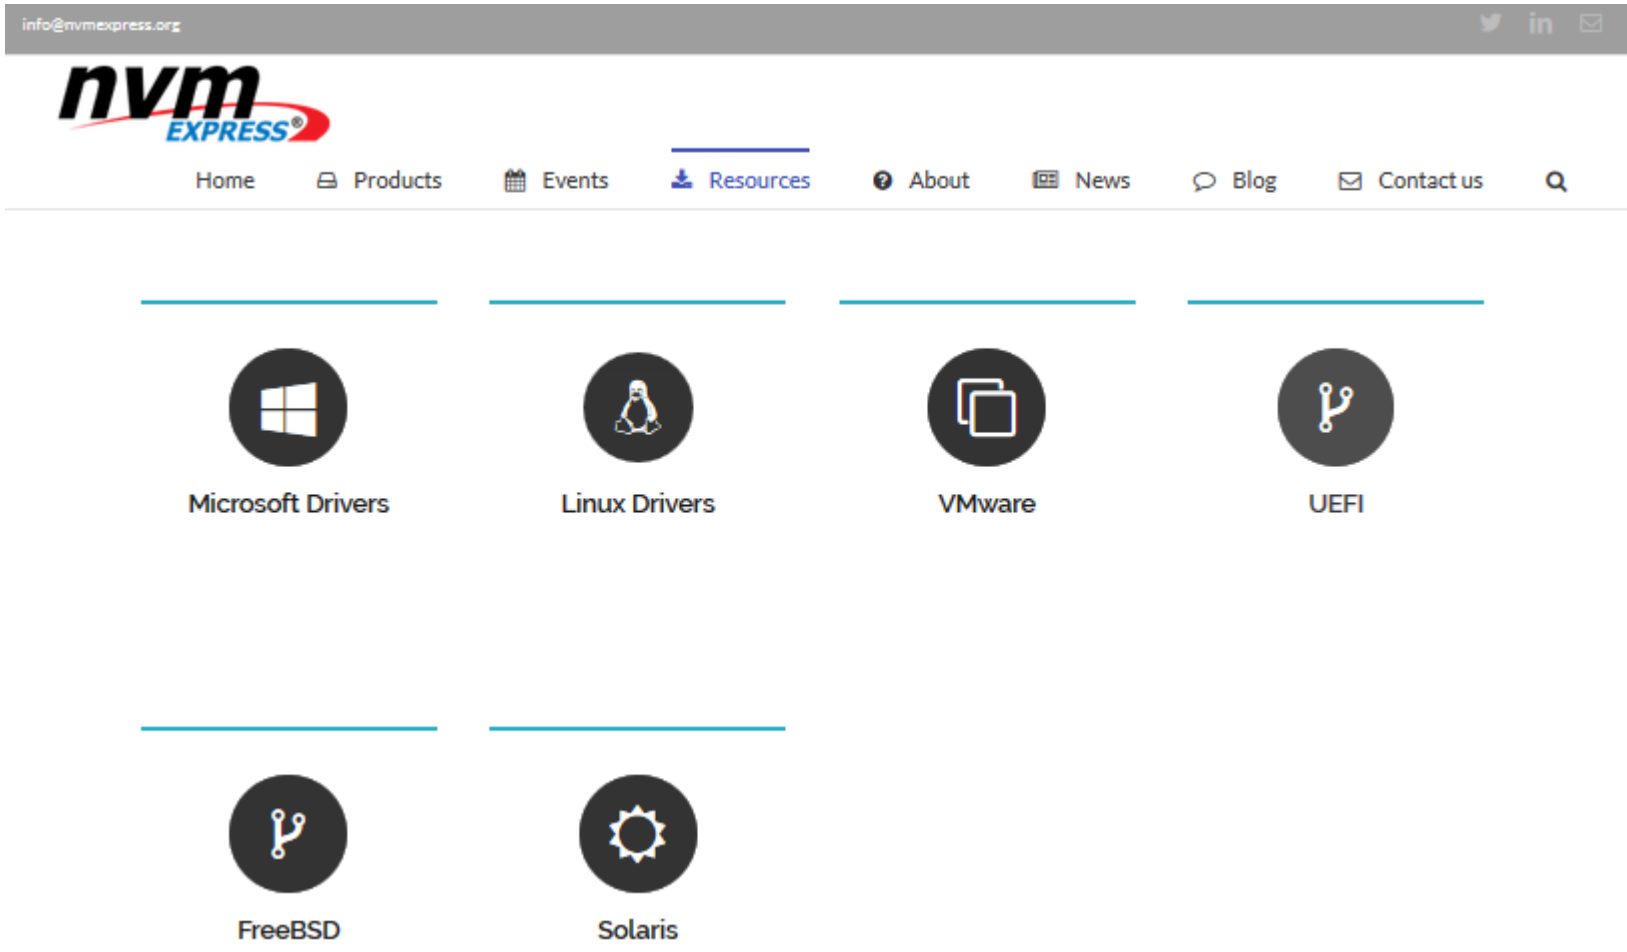 info@nvmexpress.org
nvm
EXPRESS®
Home Products Events Resources About News Blog Contact us
Microsoft Drivers Linux Drivers VMware UEFI
FreeBSD Solaris